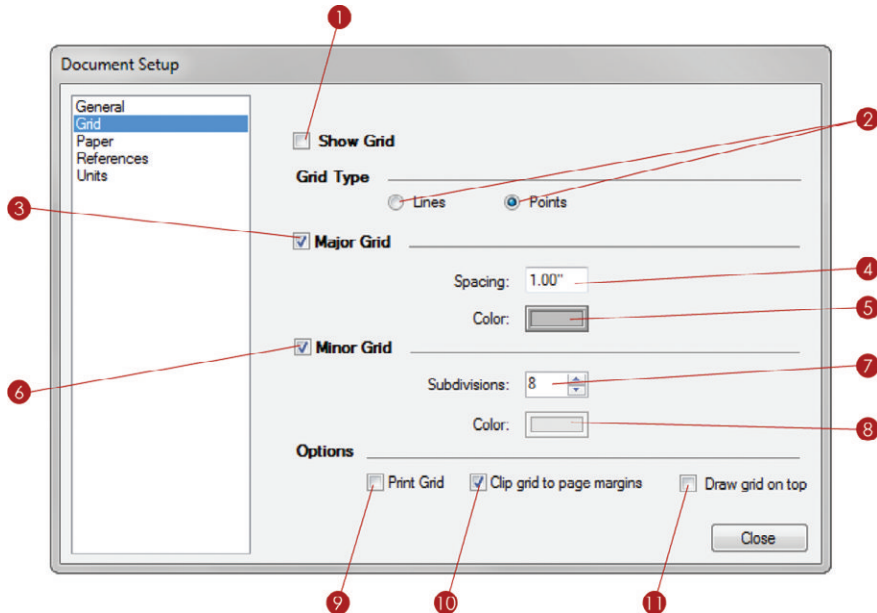 1
Document Setup
General
Grid
Paper
References
Units
Show Grid
2
Grid Type
Lines Points
3
Major Grid
Spacing: 1.00"
4
Color:
5
6
Minor Grid
Subdivisions: 8
7
Color:
8
Options
Print Grid Clip grid to page margins Draw grid on top
Close
9 10 11